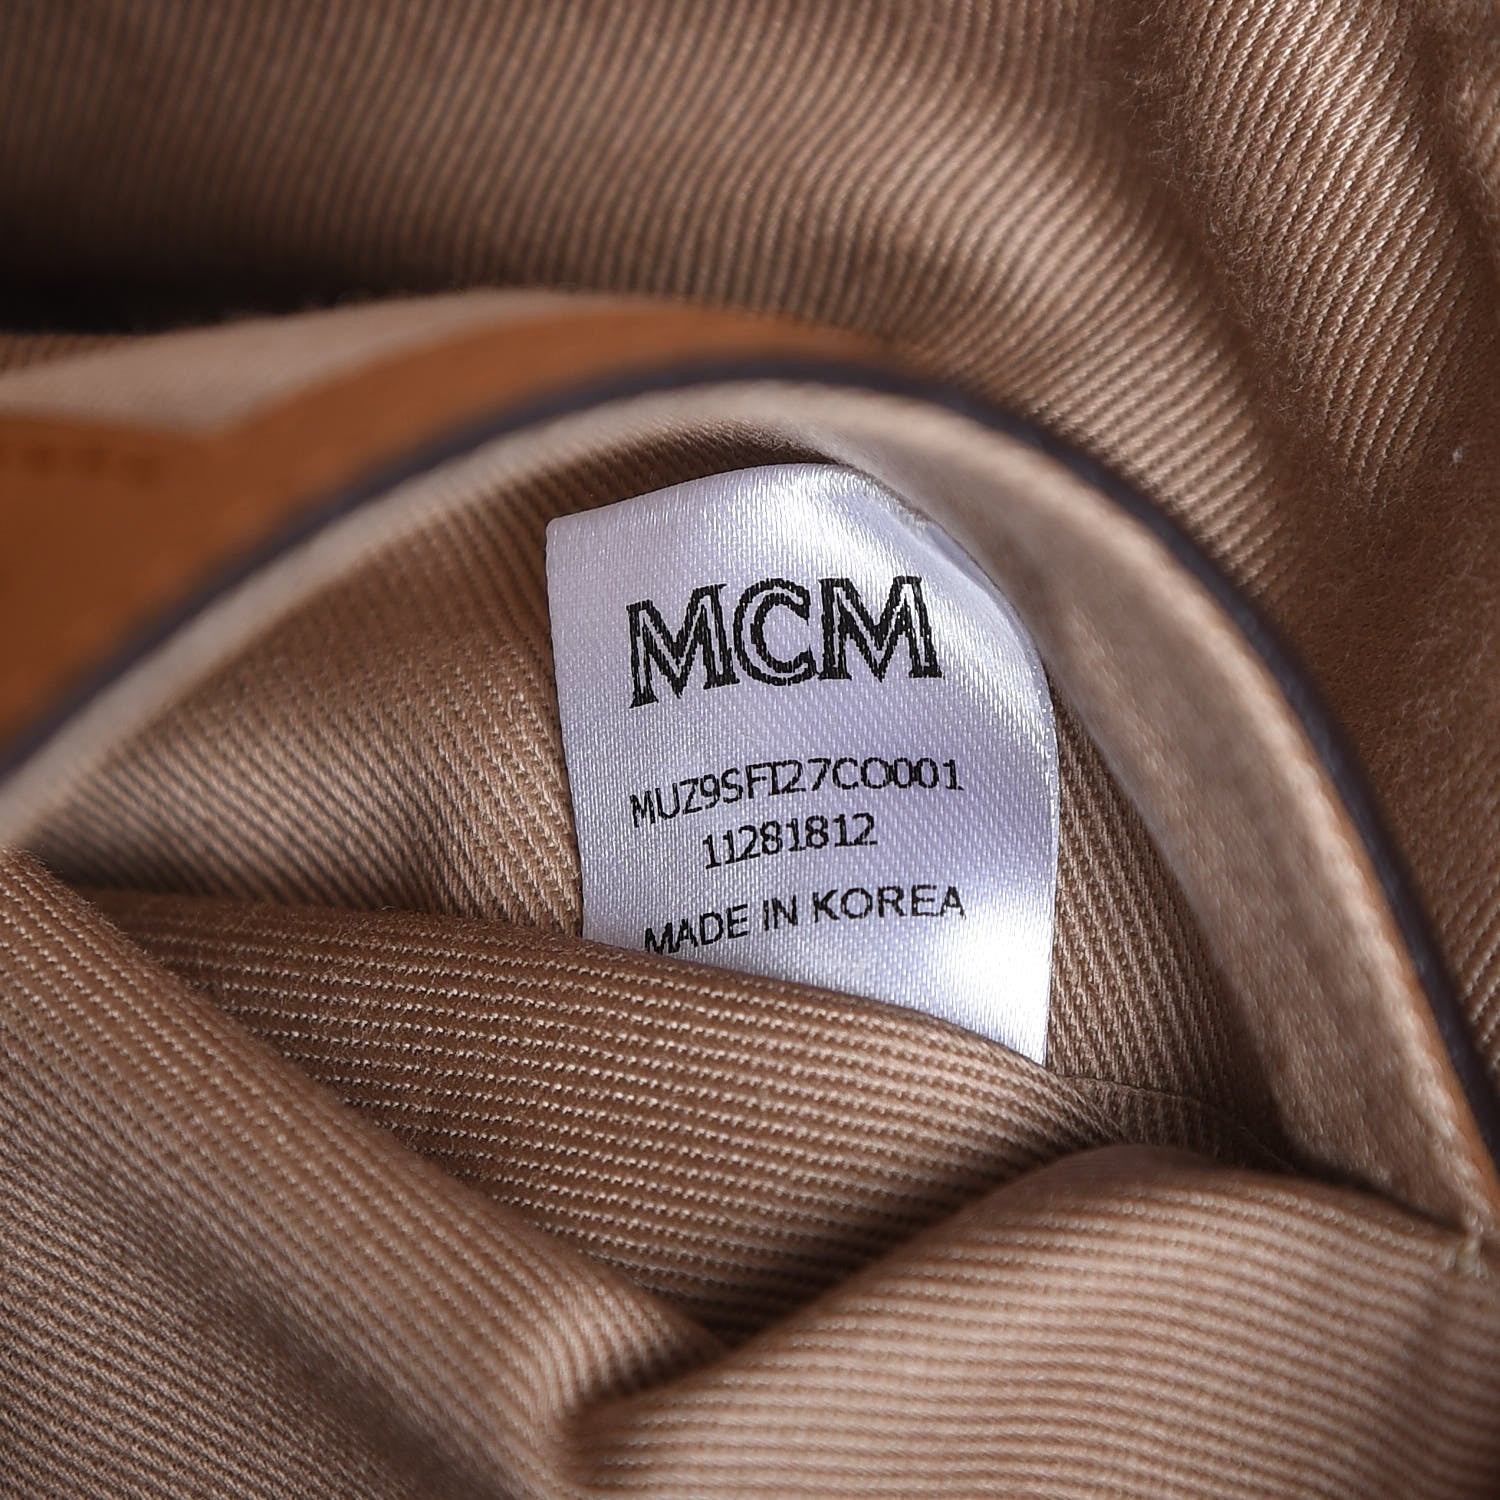 MCM
MUZ9SFI27CO001
11281812
MADE IN KOREA